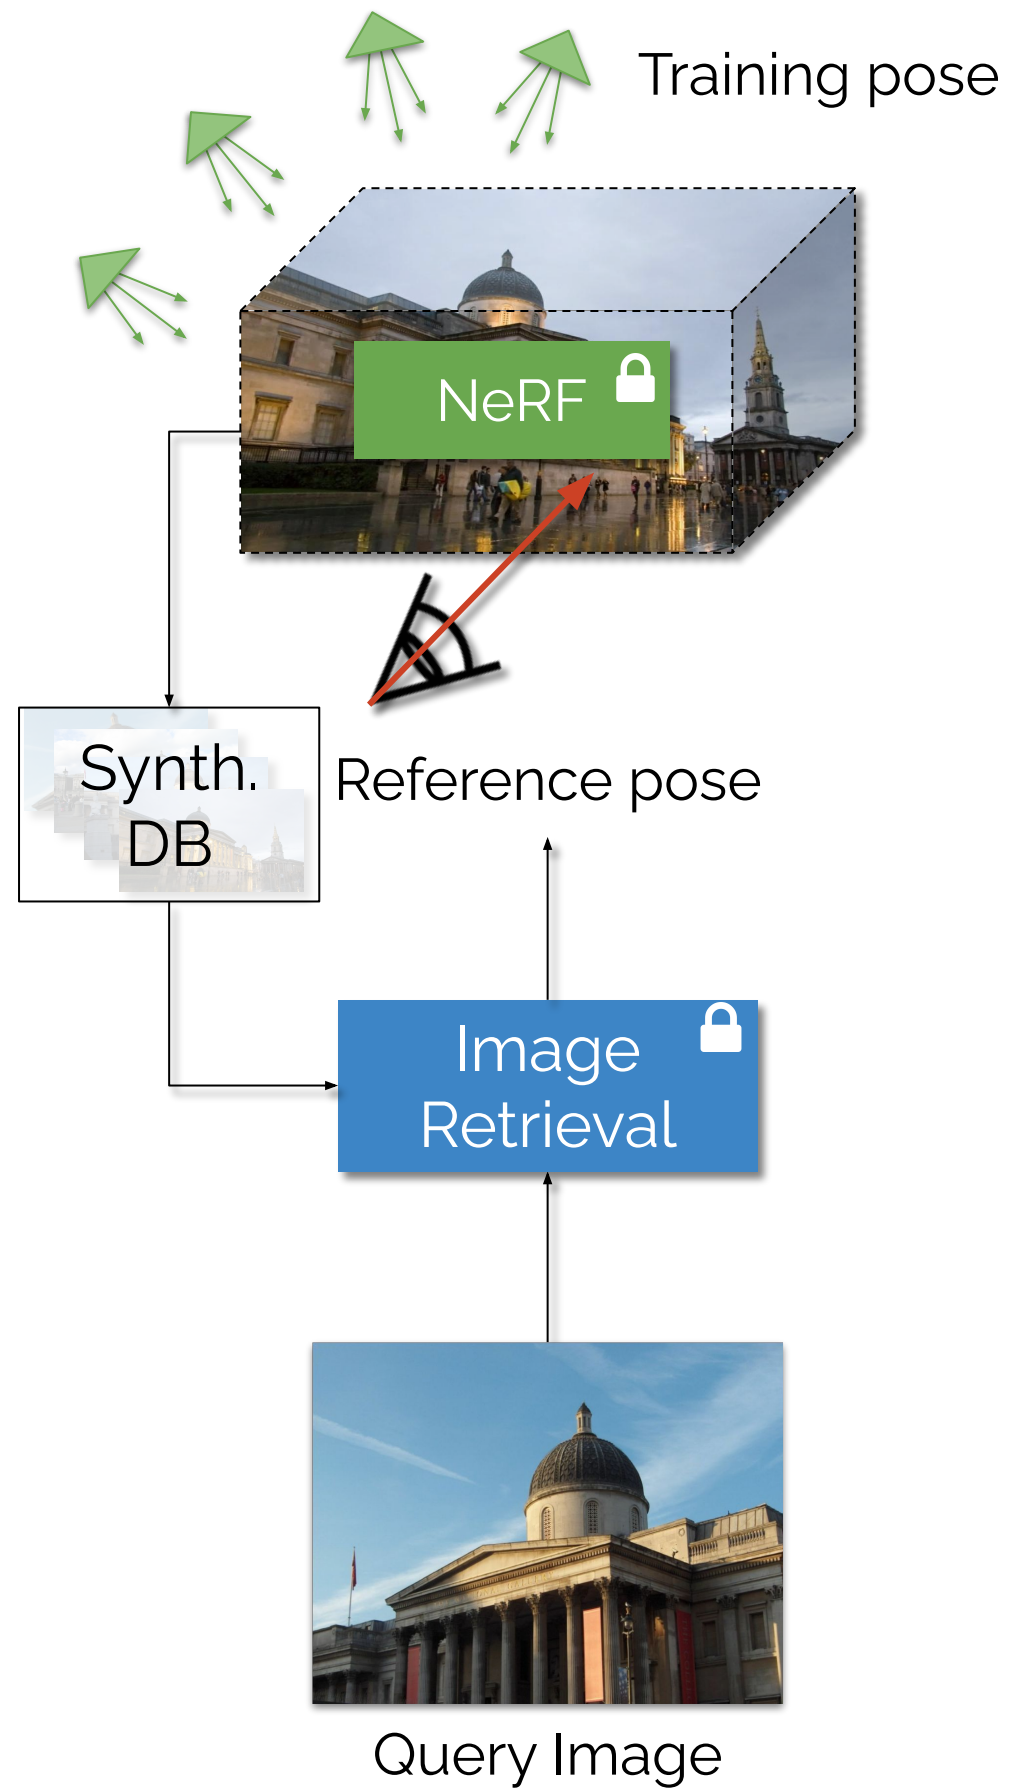 Training pose
NeRF
Synth.
DB
Reference pose
Image
Retrieval
Query Image